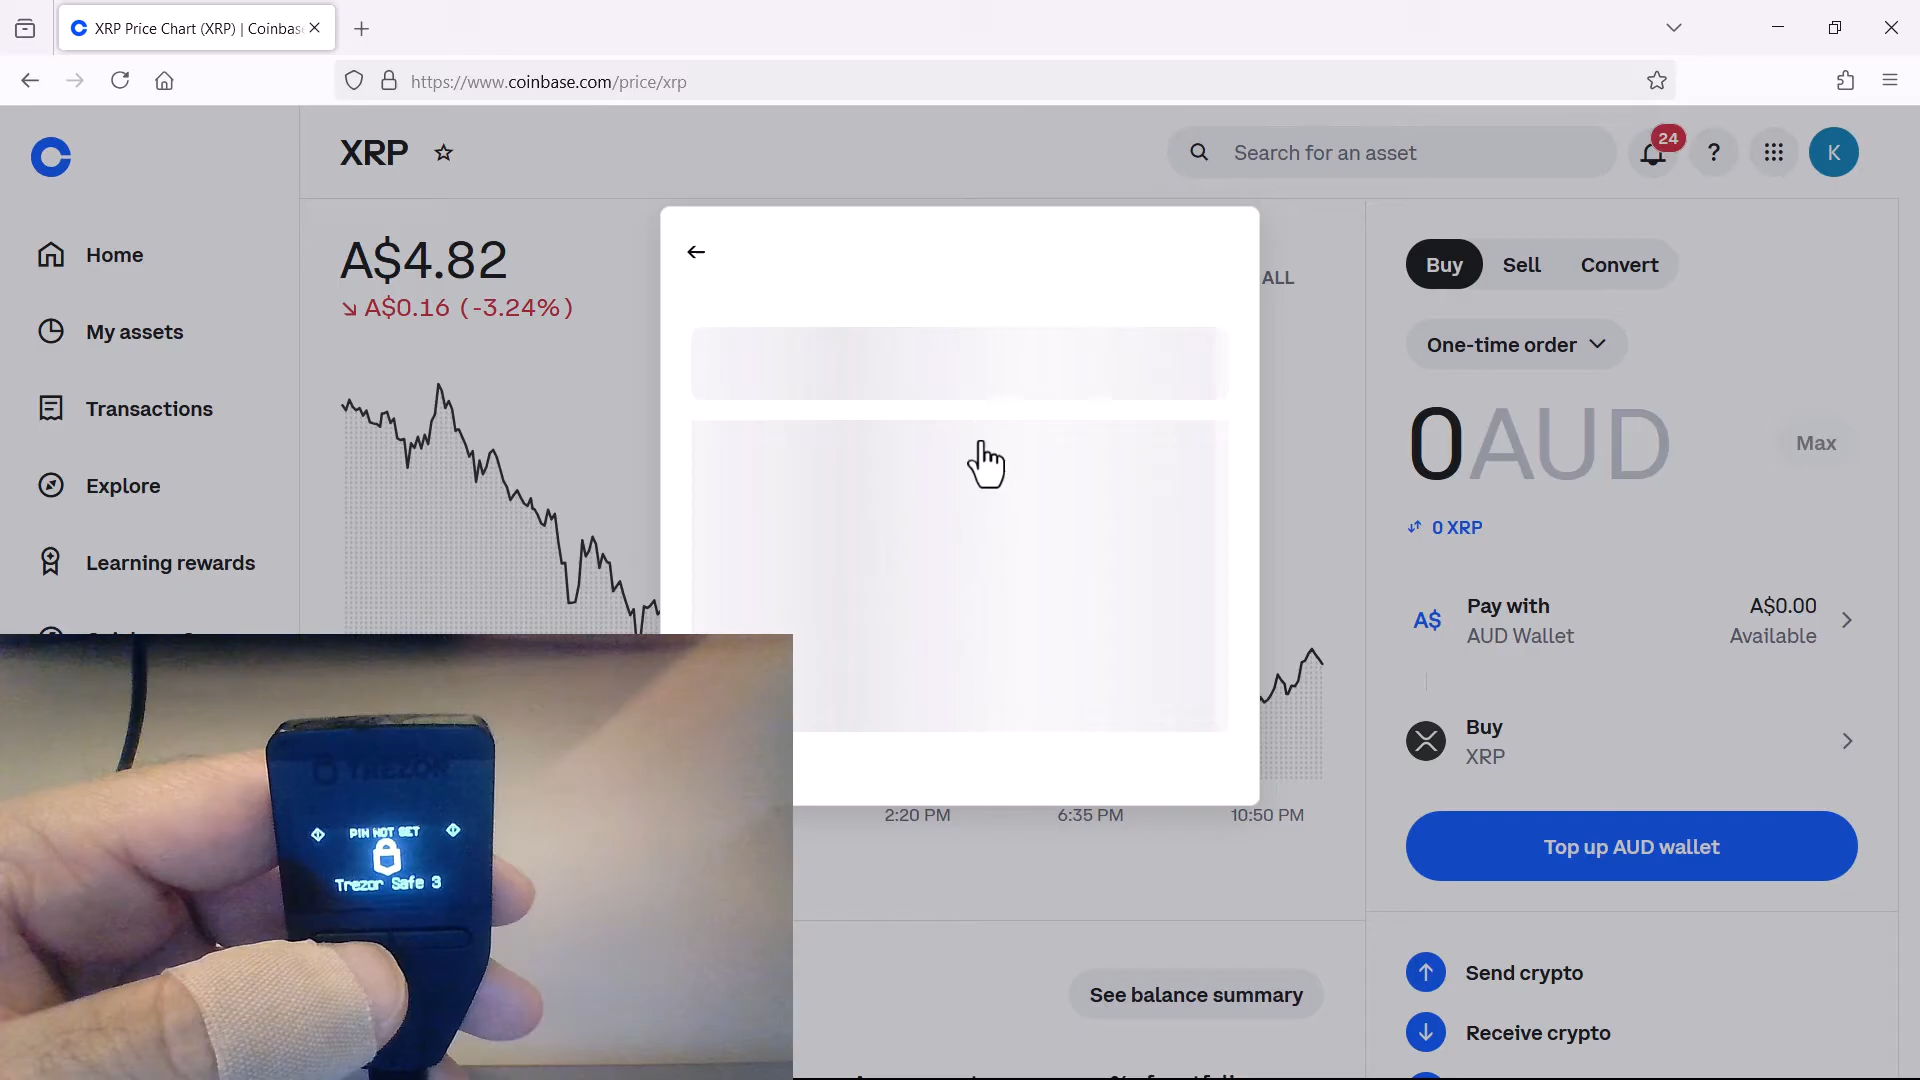 XRP Price Chart (XRP) | Coinbase
https://www.coinbase.com/price/xrp
XRP
Search for an asset
24
?
K
Home
My assets
Transactions
Explore
Learning rewards
A$4.82
A$0.16 (-3.24%)
ALL
2:20 PM
6:35 PM
10:50 PM
See balance summary
Buy
Sell
Convert
One-time order
0AUD
Max
0 XRP
A$
Pay with
AUD Wallet
A$0.00
Available
Buy
XRP
Top up AUD wallet
Send crypto
Receive crypto
TREZOR
PIN NOT SET
Trezor Safe 3